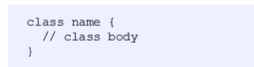 class name {
// class body
}